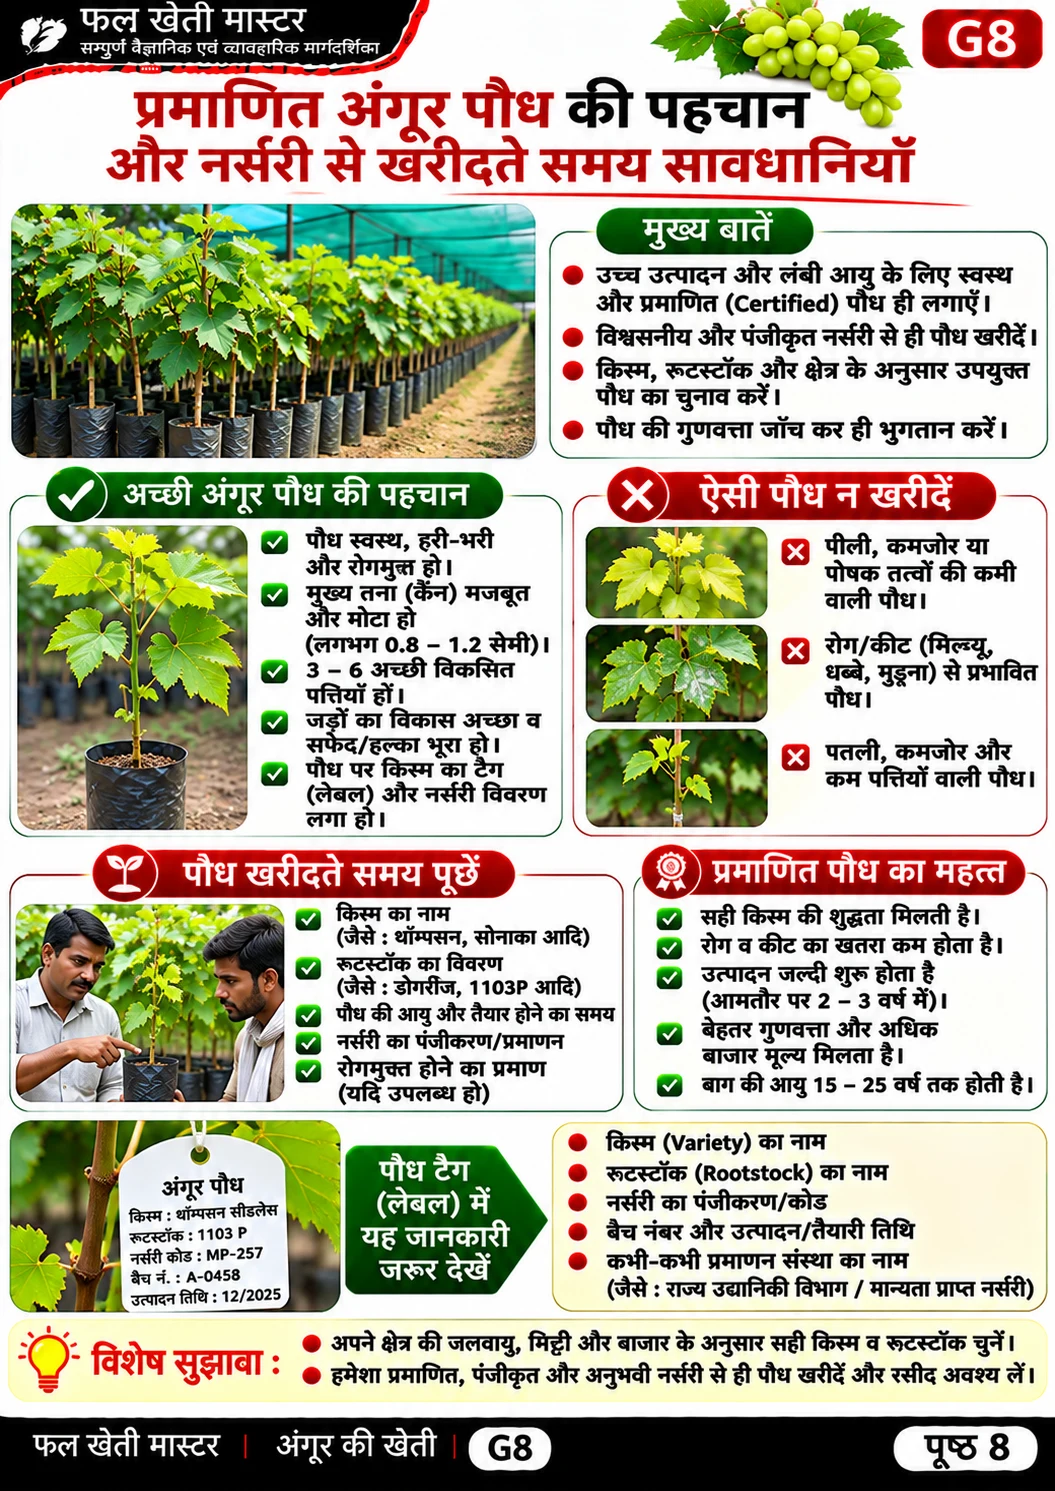 फल खेती मास्टर
सम्पुर्ण वैज्ञानिक एवं व्यावहारिक मार्गदर्शिका
G8
प्रमाणित अंगूर पौध की पहचान
और नर्सरी से खरीदते समय सावधानियाँ
मुख्य बातें
उच्च उत्पादन और लंबी आयु के लिए स्वस्थ
और प्रमाणित (Certified) पौध ही लगाएँ।
विश्वसनीय और पंजीकृत नर्सरी से ही पौध खरीदें।
किस्म, रूटस्टॉक और क्षेत्र के अनुसार उपयुक्त
पौध का चुनाव करें।
पौध की गुणवत्ता जाँच कर ही भुगतान करें।
अच्छी अंगूर पौध की पहचान
पौध स्वस्थ, हरी-भरी
और रोगमुक्त हो।
मुख्य तना (कैंन) मजबूत
और मोटा हो
(लगभग 0.8 – 1.2 सेमी)।
3 – 6 अच्छी विकसित
पत्तियाँ हों।
जड़ों का विकास अच्छा व
सफेद/हल्का भूरा हो।
पौध पर किस्म का टैग
(लेबल) और नर्सरी विवरण
लगा हो।
ऐसी पौध न खरीदें
पीली, कमजोर या
पोषक तत्वों की कमी
वाली पौध।
रोग/कीट (मिल्यू,
धब्बे, मुडूना) से प्रभावित
पौध।
पतली, कमजोर और
कम पत्तियों वाली पौध।
पौध खरीदते समय पूछें
किस्म का नाम
(जैसे : थॉम्पसन, सोनाका आदि)
रूटस्टॉक का विवरण
(जैसे : डोगरीज, 1103P आदि)
पौध की आयु और तैयार होने का समय
नर्सरी का पंजीकरण/प्रमाणन
रोगमुक्त होने का प्रमाण
(यदि उपलब्ध हो)
प्रमाणित पौध का महत्त
सही किस्म की शुद्धता मिलती है।
रोग व कीट का खतरा कम होता है।
उत्पादन जल्दी शुरू होता है
(आमतौर पर 2 – 3 वर्ष में)।
बेहतर गुणवत्ता और अधिक
बाजार मूल्य मिलता है।
बाग की आयु 15 – 25 वर्ष तक होती है।
अंगूर पौध
किस्म : थॉम्पसन सीडलेस
रूटस्टॉक : 1103 P
नर्सरी कोड : MP-257
बैच नं. : A-0458
उत्पादन तिथि : 12/2025
पौध टैग
(लेबल) में
यह जानकारी
जरूर देखें
किस्म (Variety) का नाम
रूटस्टॉक (Rootstock) का नाम
नर्सरी का पंजीकरण/कोड
बैच नंबर और उत्पादन/तैयारी तिथि
कभी-कभी प्रमाणन संस्था का नाम
(जैसे : राज्य उद्यानिकी विभाग / मान्यता प्राप्त नर्सरी)
विशेष सुझावा :
अपने क्षेत्र की जलवायु, मिट्टी और बाजार के अनुसार सही किस्म व रूटस्टॉक चुनें।
हमेशा प्रमाणित, पंजीकृत और अनुभवी नर्सरी से ही पौध खरीदें और रसीद अवश्य लें।
फल खेती मास्टर | अंगूर की खेती | G8
पृष्ठ 8